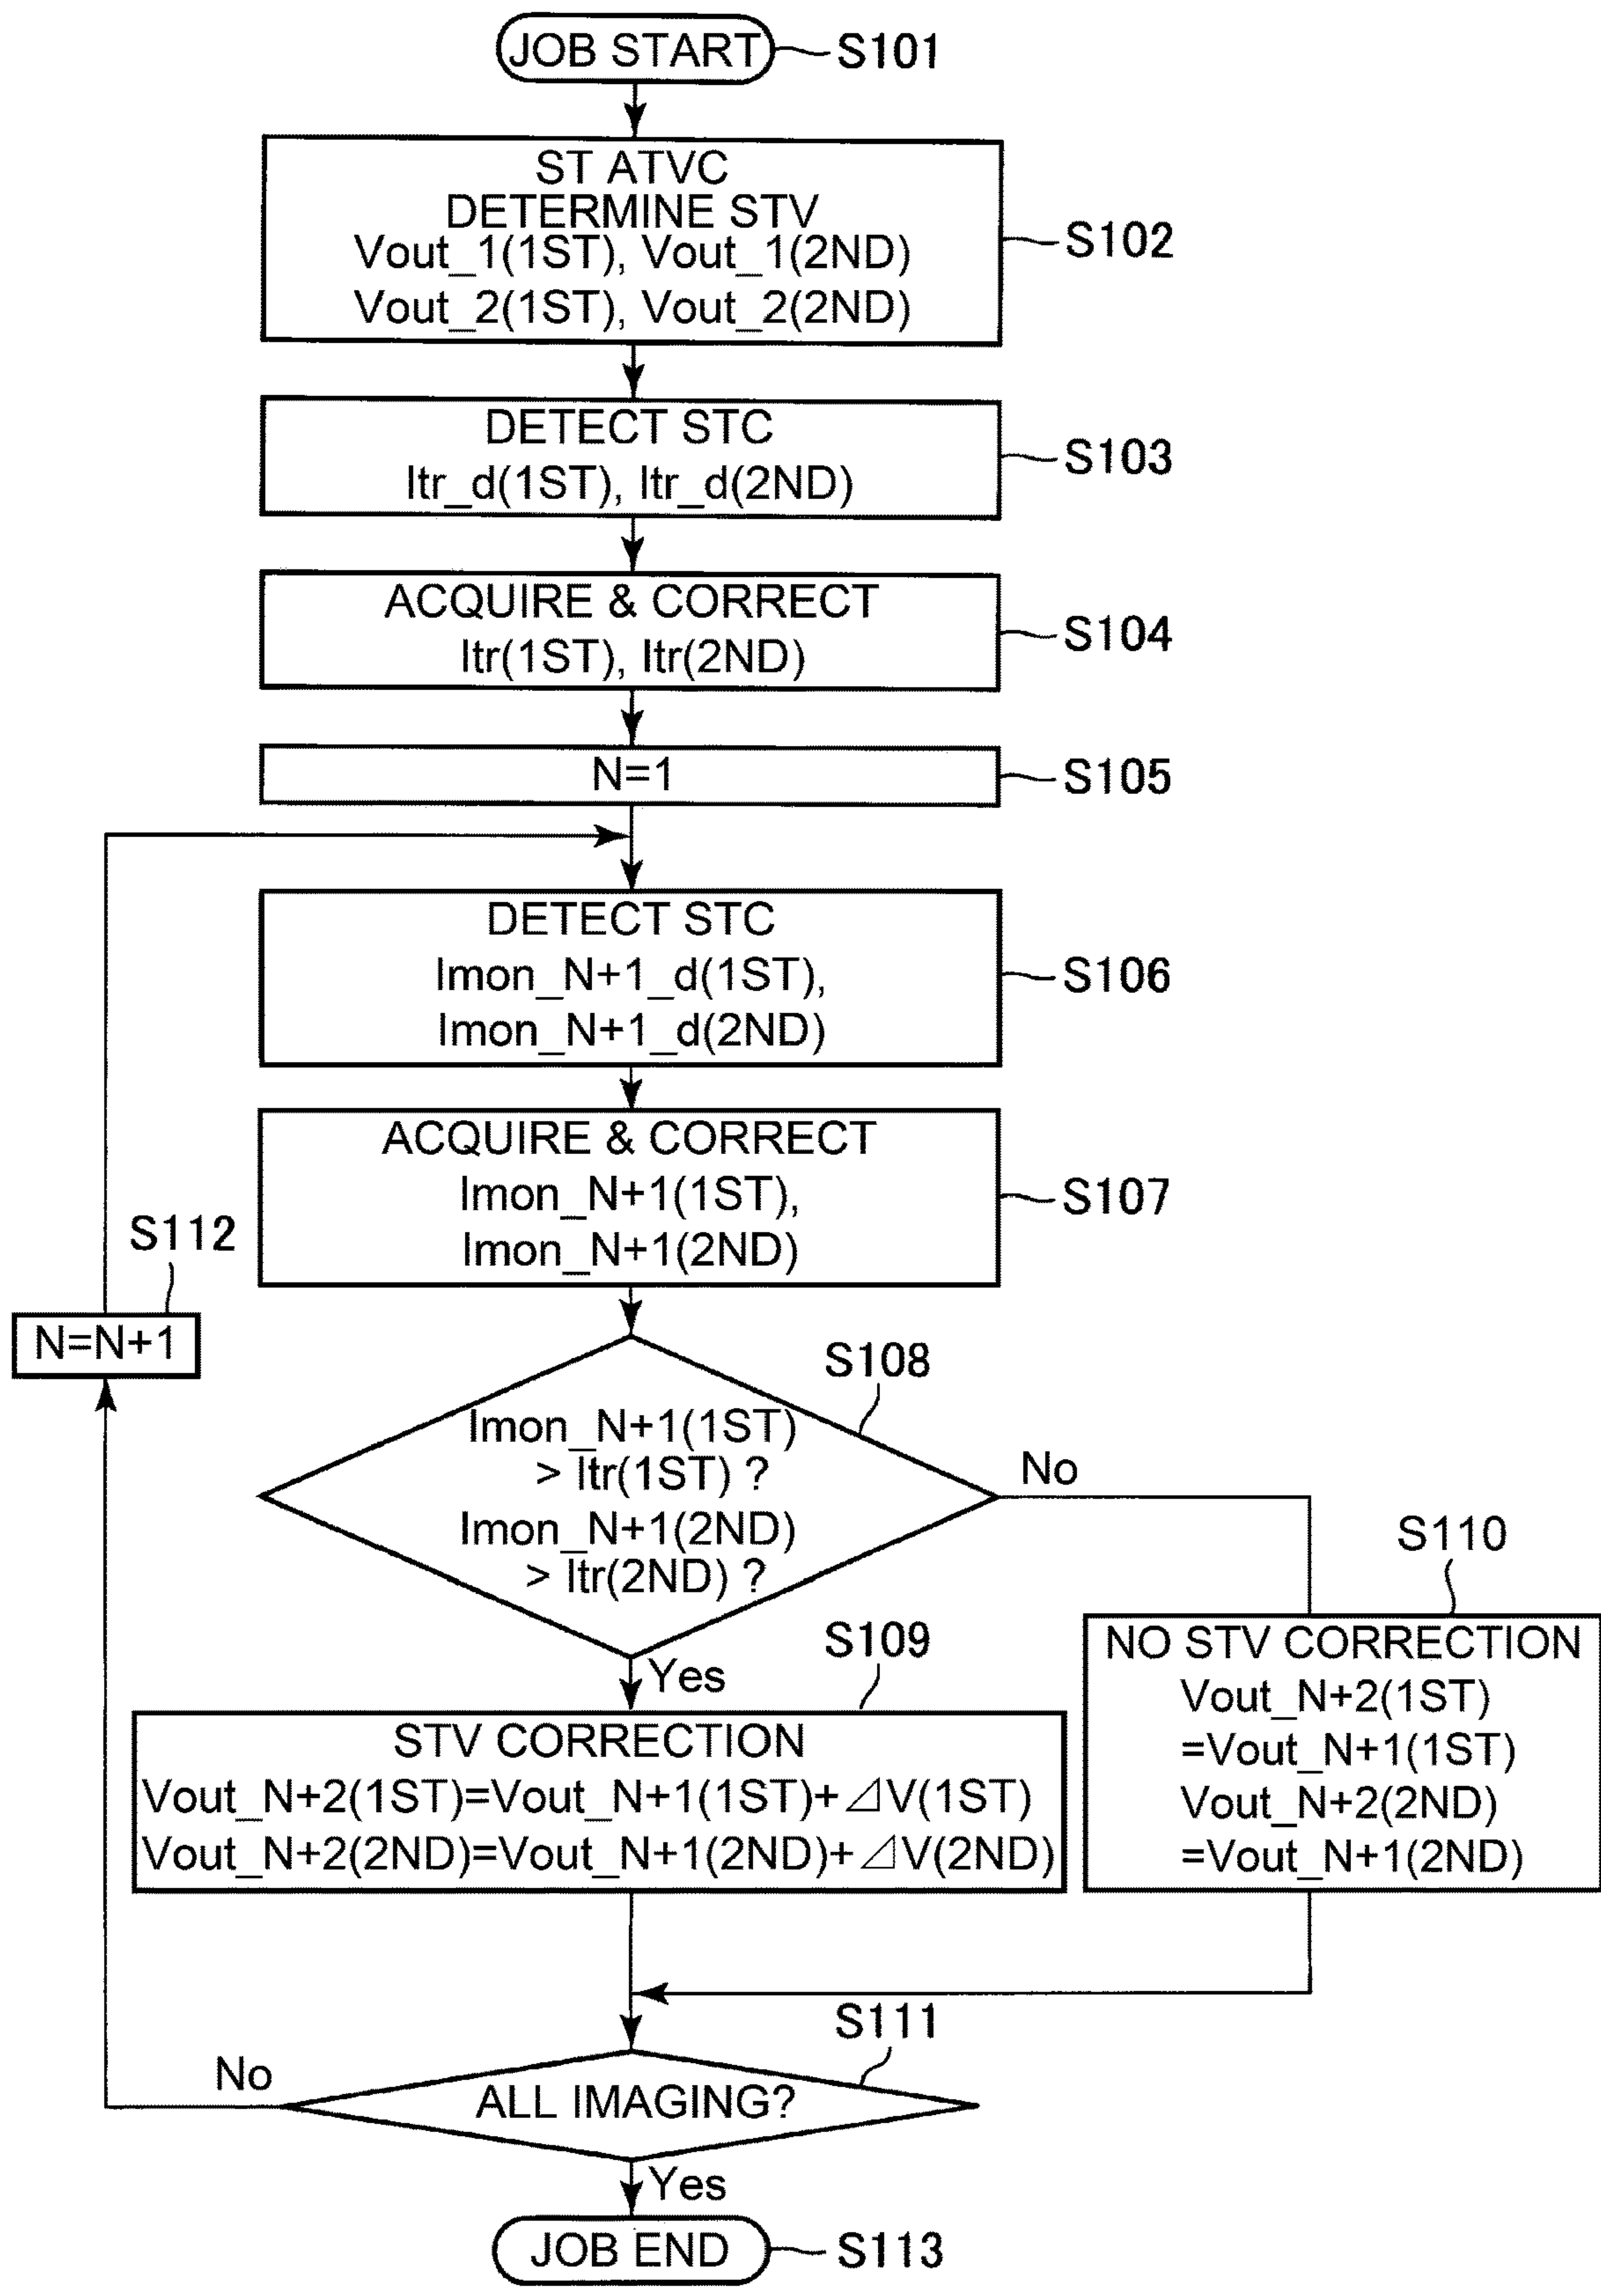 JOB START
S101
ST ATVC
DETERMINE STV
Vout_1(1ST), Vout_1(2ND)
Vout_2(1ST), Vout_2(2ND)
S102
DETECT STC
Itr_d(1ST), Itr_d(2ND)
S103
ACQUIRE & CORRECT
Itr(1ST), Itr(2ND)
S104
N=1
S105
DETECT STC
Imon_N+1_d(1ST),
Imon_N+1_d(2ND)
S106
ACQUIRE & CORRECT
Imon_N+1(1ST),
Imon_N+1(2ND)
S107
S112
N=N+1
S108
Imon_N+1(1ST)
> Itr(1ST) ?
Imon_N+1(2ND)
> Itr(2ND) ?
No
Yes
S109
STV CORRECTION
Vout_N+2(1ST)=Vout_N+1(1ST)+⊿V(1ST)
Vout_N+2(2ND)=Vout_N+1(2ND)+⊿V(2ND)
S110
NO STV CORRECTION
Vout_N+2(1ST)
=Vout_N+1(1ST)
Vout_N+2(2ND)
=Vout_N+1(2ND)
S111
ALL IMAGING?
No
Yes
JOB END
S113